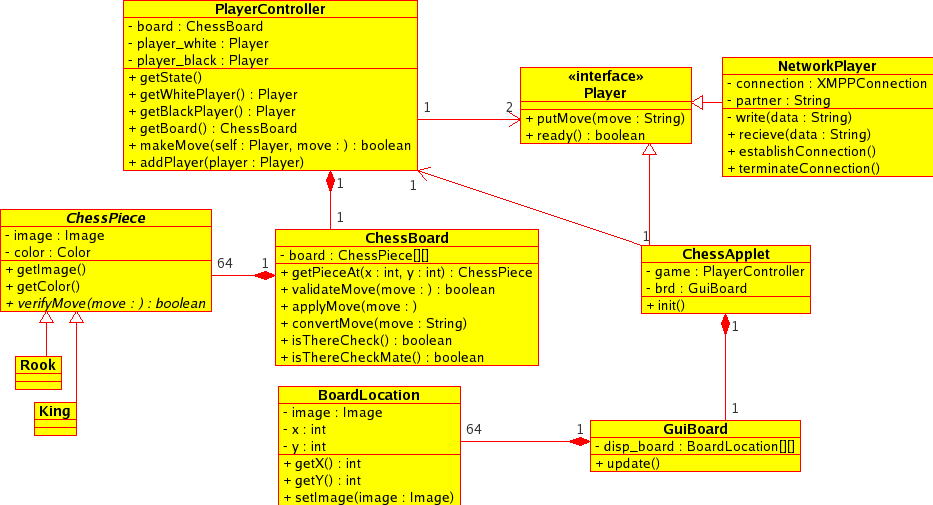 PlayerController
- board : ChessBoard
- player_white : Player
- player_black : Player
+ getState()
+ getWhitePlayer() : Player
+ getBlackPlayer() : Player
+ getBoard() : ChessBoard
+ makeMove(self : Player, move : ) : boolean
+ addPlayer(player : Player)
1
2
«interface»
Player
+ putMove(move : String)
+ ready() : boolean
NetworkPlayer
- connection : XMPPConnection
- partner : String
- write(data : String)
+ recieve(data : String)
+ establishConnection()
+ terminateConnection()
1
1
1
1
ChessPiece
- image : Image
- color : Color
+ getImage()
+ getColor()
+ verifyMove(move : ) : boolean
64
1
ChessBoard
- board : ChessPiece[][]
+ getPieceAt(x : int, y : int) : ChessPiece
+ validateMove(move : ) : boolean
+ applyMove(move : )
+ convertMove(move : String)
+ isThereCheck() : boolean
+ isThereCheckMate() : boolean
ChessApplet
- game : PlayerController
- brd : GuiBoard
+ init()
1
1
Rook
King
BoardLocation
- image : Image
- x : int
- y : int
+ getX() : int
+ getY() : int
+ setImage(image : Image)
64
1
GuiBoard
- disp_board : BoardLocation[][]
+ update()